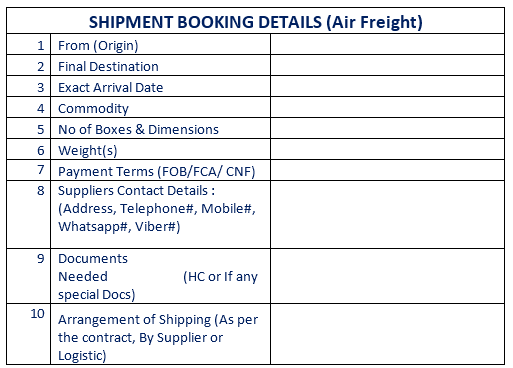 SHIPMENT BOOKING DETAILS (Air Freight)
1 From (Origin)
2 Final Destination
3 Exact Arrival Date
4 Commodity
5 No of Boxes & Dimensions
6 Weight(s)
7 Payment Terms (FOB/FCA/ CNF)
8 Suppliers Contact Details :
(Address, Telephone#, Mobile#,
Whatsapp#, Viber#)
9 Documents
Needed (HC or If any
special Docs)
10 Arrangement of Shipping (As per
the contract, By Supplier or
Logistic)